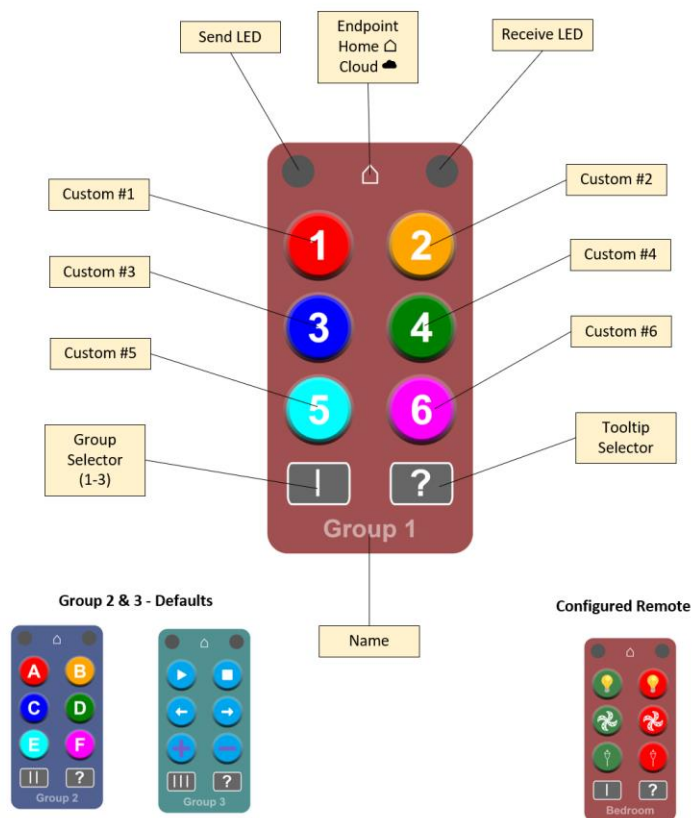 Send LED
Endpoint
Home
Cloud
Receive LED
Custom #1
Custom #2
1
2
Custom #3
Custom #4
3
4
Custom #5
Custom #6
5
6
Group
Selector
(1-3)
Tooltip
Selector
|
?
Group 1
Group 2 & 3 - Defaults
Configured Remote
Name
A
B
C
D
E
F
||
?
Group 2
|||
?
Group 3
|
?
Bedroom